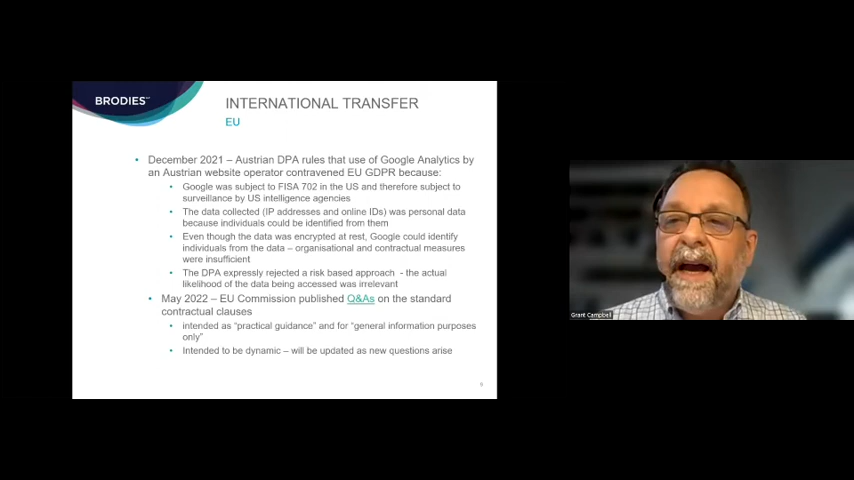 BRODIES LLP
INTERNATIONAL TRANSFER
EU
• December 2021 – Austrian DPA rules that use of Google Analytics by
an Austrian website operator contravened EU GDPR because:
• Google was subject to FISA 702 in the US and therefore subject to
surveillance by US intelligence agencies
• The data collected (IP addresses and online IDs) was personal data
because individuals could be identified from them
• Even though the data was encrypted at rest, Google could identify
individuals from the data – organisational and contractual measures
were insufficient
• The DPA expressly rejected a risk based approach - the actual
likelihood of the data being accessed was irrelevant
• May 2022 – EU Commission published Q&As on the standard
contractual clauses
• intended as “practical guidance” and for “general information purposes
only”
• Intended to be dynamic – will be updated as new questions arise
Grant Campbell